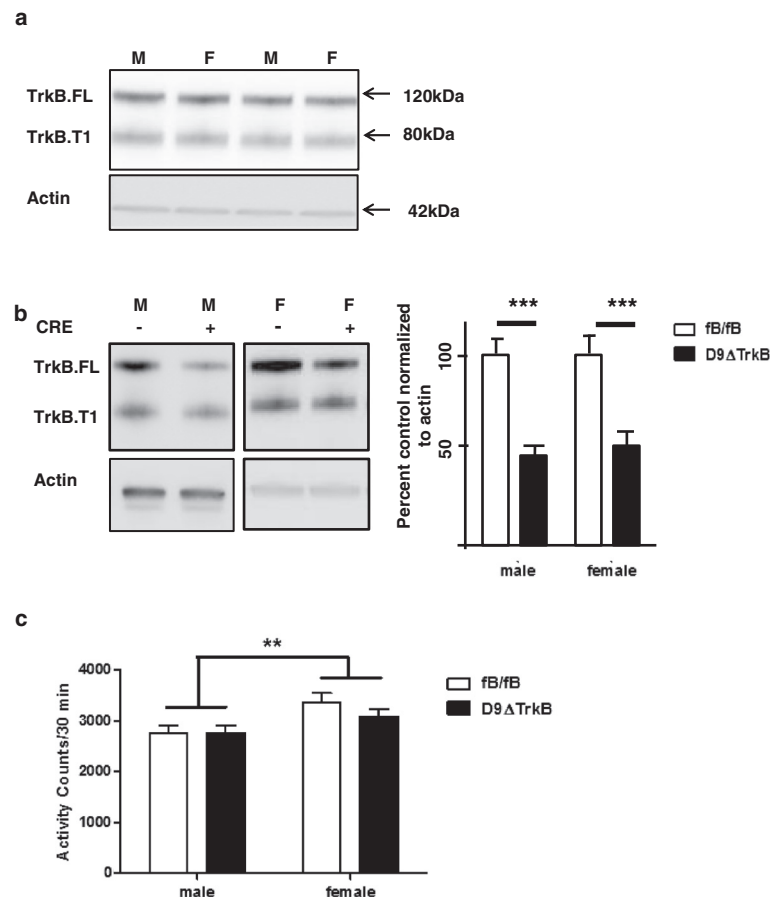 a
M F M F
TrkB.FL 120kDa
TrkB.T1 80kDa
Actin 42kDa
b
M M F F
CRE - + - +
TrkB.FL
TrkB.T1
Actin
Percent control normalized
to actin
100
50
*** ***
male female
fB/fB
D9ΔTrkB
c
**
Activity Counts/30 min
4000
3000
2000
1000
0
male female
fB/fB
D9ΔTrkB